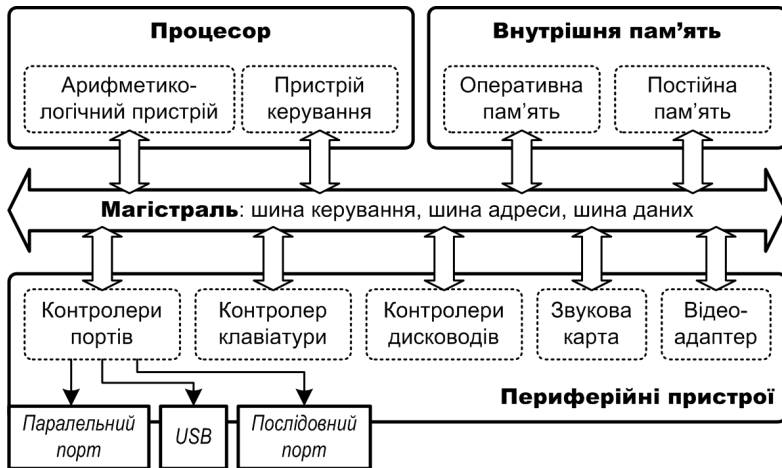 Процесор
Арифметико-
логічний пристрій
Пристрій
керування
Внутрішня пам’ять
Оперативна
пам’ять
Постійна
пам’ять
Магістраль: шина керування, шина адреси, шина даних
Контролери
портів
Контролер
клавіатури
Контролери
дисководів
Звукова
карта
Відео-
адаптер
Периферійні пристрої
Паралельний
порт
USB
Послідовний
порт